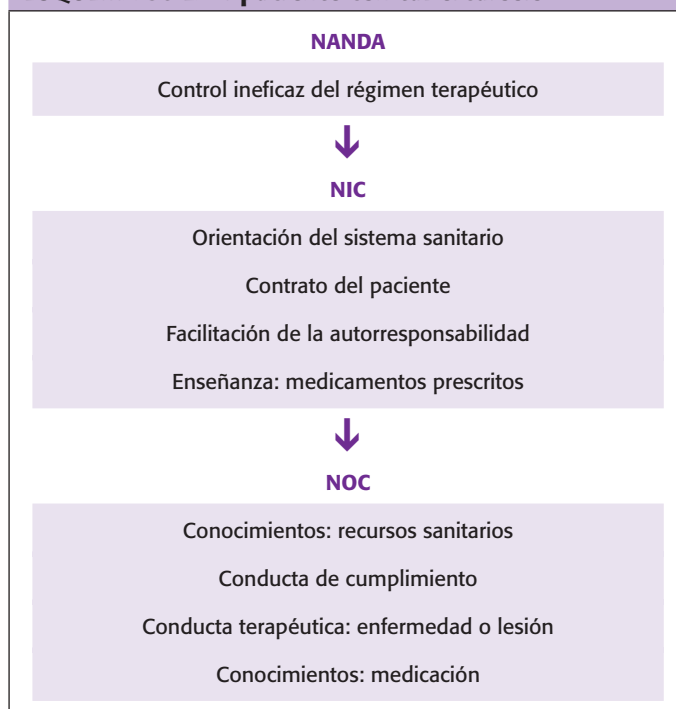 NANDA
Control ineficaz del régimen terapéutico
NIC
Orientación del sistema sanitario
Contrato del paciente
Facilitación de la autorresponsabilidad
Enseñanza: medicamentos prescritos
NOC
Conocimientos: recursos sanitarios
Conducta de cumplimiento
Conducta terapéutica: enfermedad o lesión
Conocimientos: medicación